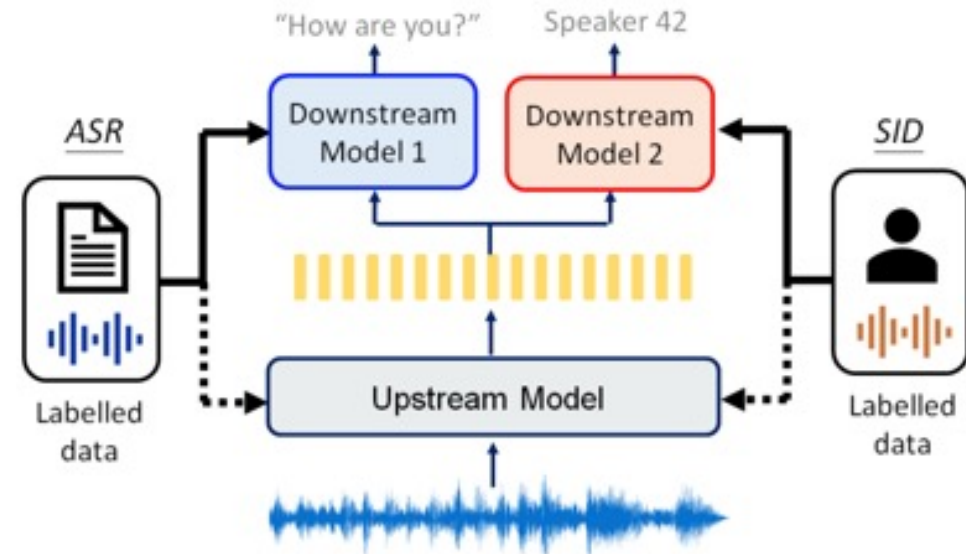 “How are you?”
Speaker 42
ASR
Downstream
Model 1
Downstream
Model 2
SID
Labelled
data
Upstream Model
Labelled
data